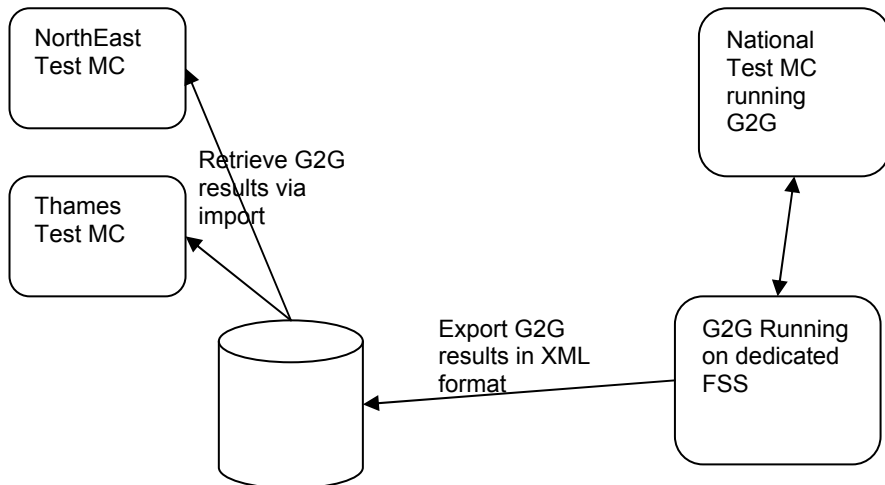 NorthEast
Test MC
National
Test MC
running
G2G
Retrieve G2G
results via
import
Thames
Test MC
Export G2G
results in XML
format
G2G Running
on dedicated
FSS